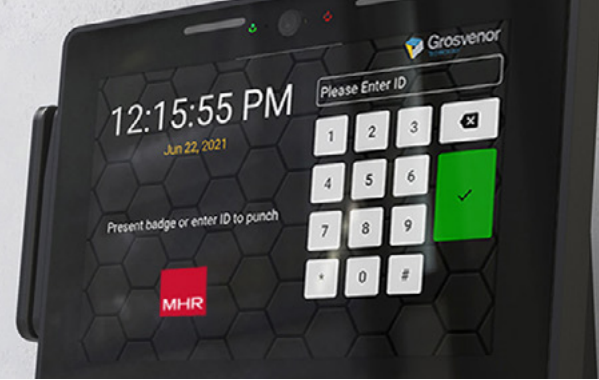 Grosvenor
12:15:55 PM
Jun 22, 2021
Please Enter ID
1 2 3
4 5 6
Present badge or enter ID to punch
7 8 9
* 0 #
MHR